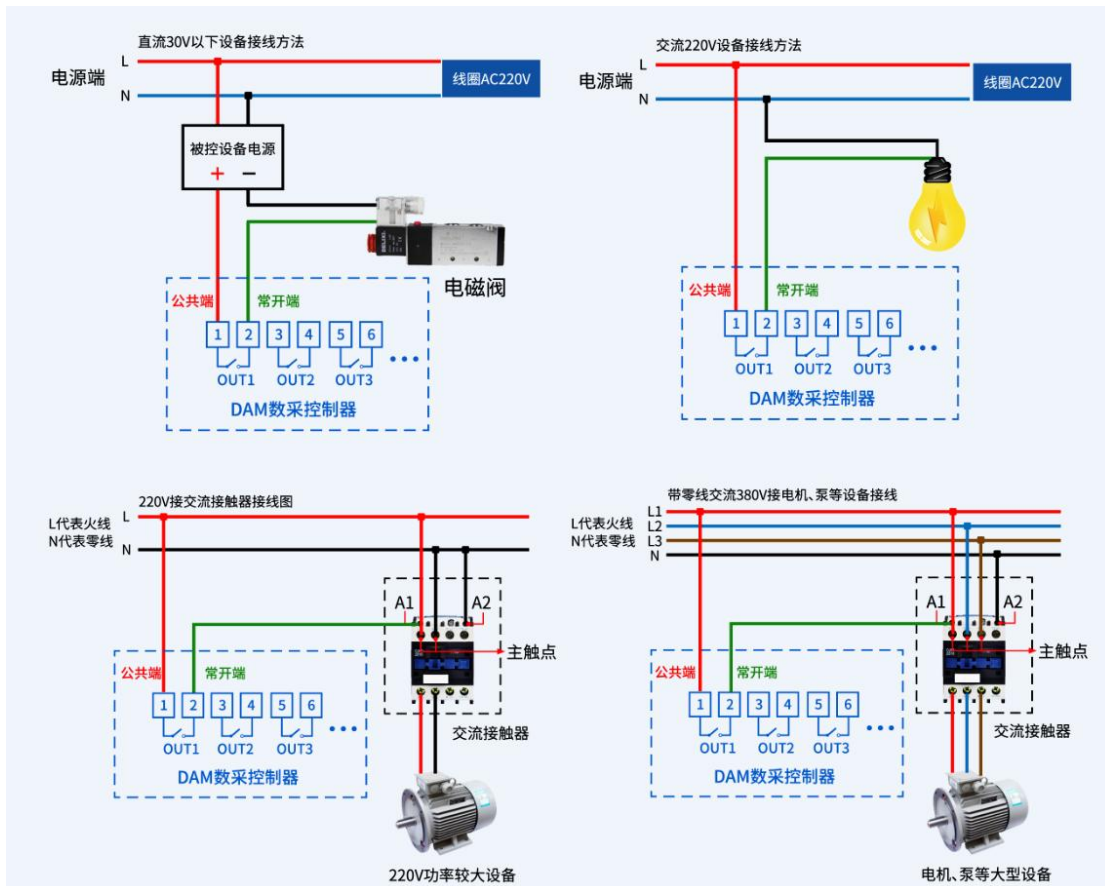 直流30V以下设备接线方法
L
电源端
N
线圈AC220V
被控设备电源
+ −
电磁阀
公共端
常开端
1 2 3 4 5 6
OUT1 OUT2 OUT3
DAM数采控制器
交流220V设备接线方法
L
电源端
N
线圈AC220V
公共端
常开端
1 2 3 4 5 6
OUT1 OUT2 OUT3
DAM数采控制器
220V接交流接触器接线图
L
L代表火线
N代表零线
N
A1 A2
主触点
公共端
常开端
1 2 3 4 5 6
OUT1 OUT2 OUT3
DAM数采控制器
交流接触器
220V功率较大设备
带零线交流380V接电机、泵等设备接线
L1
L代表火线
L2
N代表零线
L3
N
A1 A2
主触点
公共端
常开端
1 2 3 4 5 6
OUT1 OUT2 OUT3
DAM数采控制器
交流接触器
电机、泵等大型设备